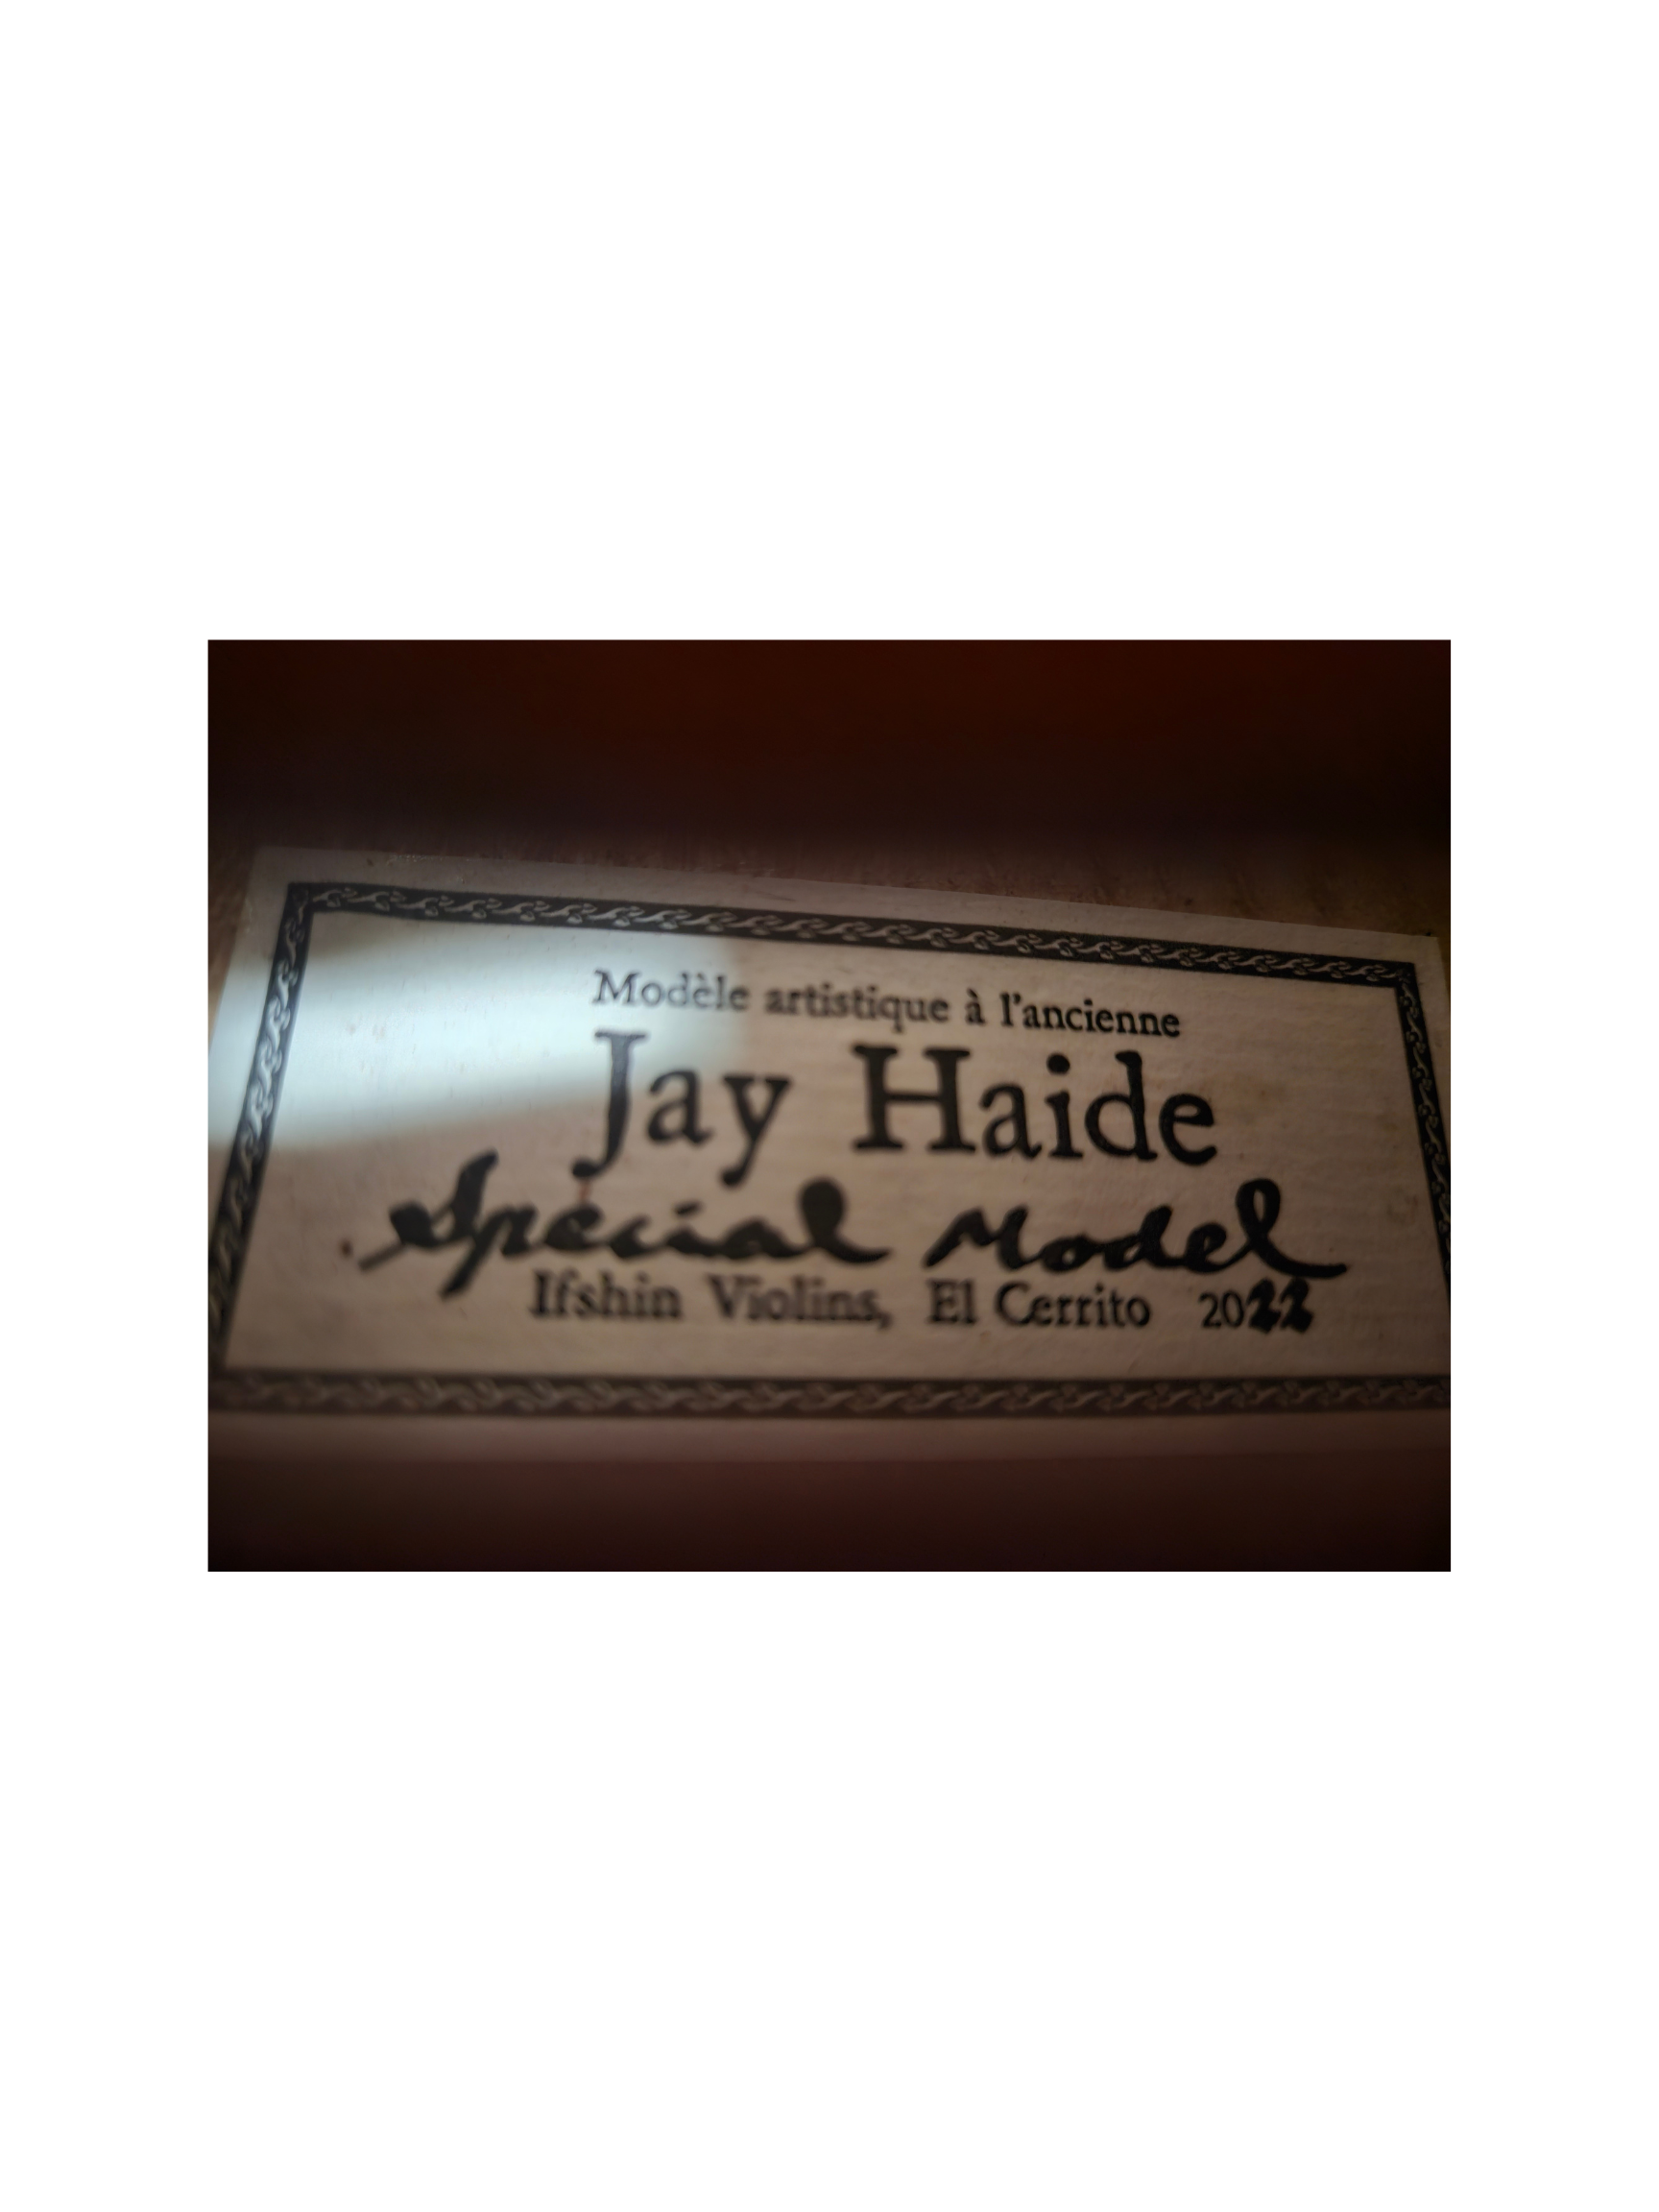 Modèle artistique à l'ancienne
Jay Haide
Special Model
Ifshin Violins, El Cerrito 2022